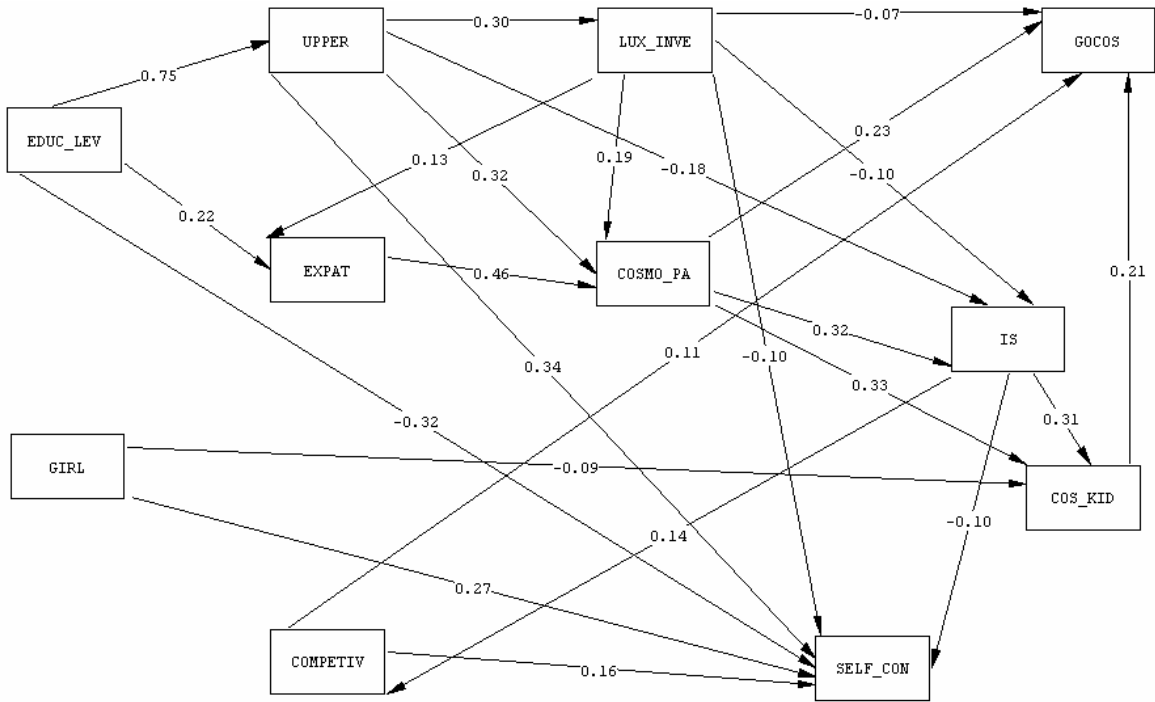 0.30
-0.07
UPPER
LUX_INVE
GOCOS
0.75
EDUC_LEV
0.23
0.13
0.19
-0.18
-0.10
0.32
0.22
EXPAT
0.46
COSMO_PA
0.21
0.32
IS
0.11
-0.10
0.34
0.33
-0.32
0.31
GIRL
-0.09
COS_KID
-0.10
0.14
0.27
COMPETIV
0.16
SELF_CON